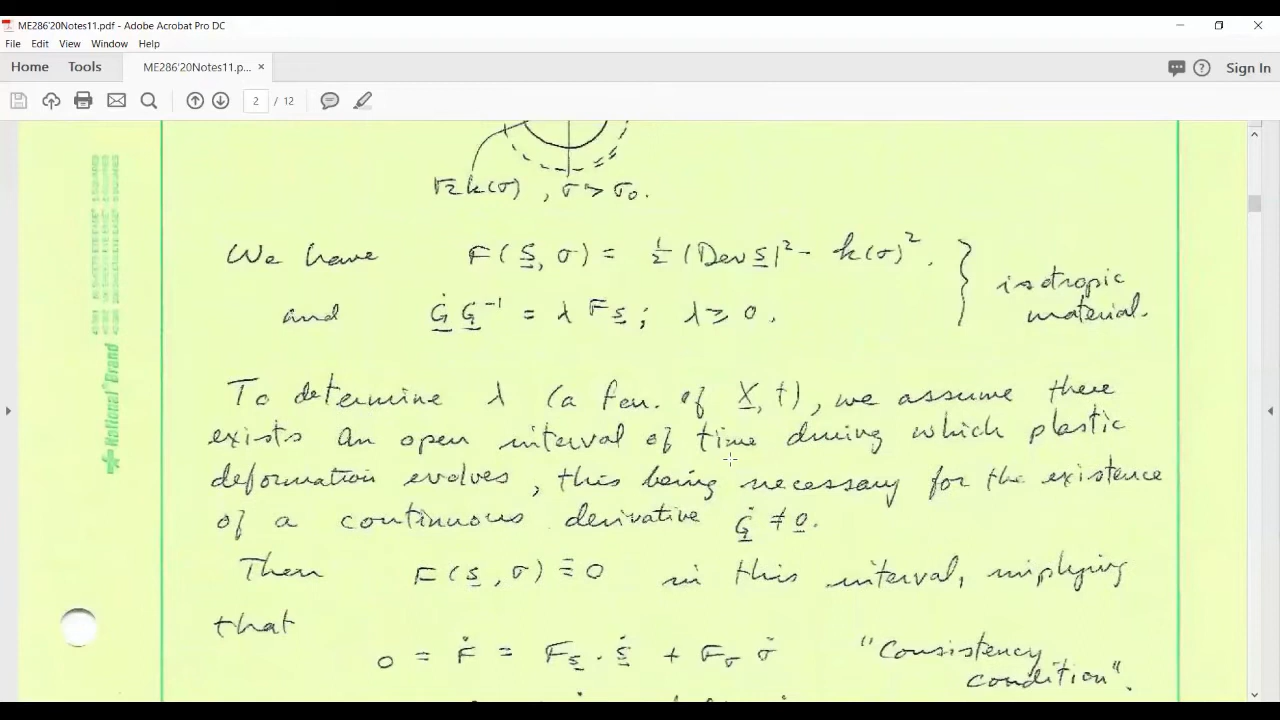 ME286'20Notes11.pdf - Adobe Acrobat Pro DC
File Edit View Window Help
Home Tools ME286'20Notes11.p... ×
Sign In
2 / 12
√2k(σ), σ > σ₀.
We have F(S, σ) = ½ |Dev S|² - k(σ)².
and Ġ G⁻¹ = λ F_S; λ ≥ 0.
isotropic
material.
To determine λ (a fcn. of X, t), we assume there
exists an open interval of time during which plastic
deformation evolves, this being necessary for the existence
of a continuous derivative Ġ ≠ 0.
Then F(S, σ) ≡ 0 in this interval, implying
that
0 = Ḟ = F_S · Ṡ + F_σ σ̇ "Consistency
condition".
National Brand